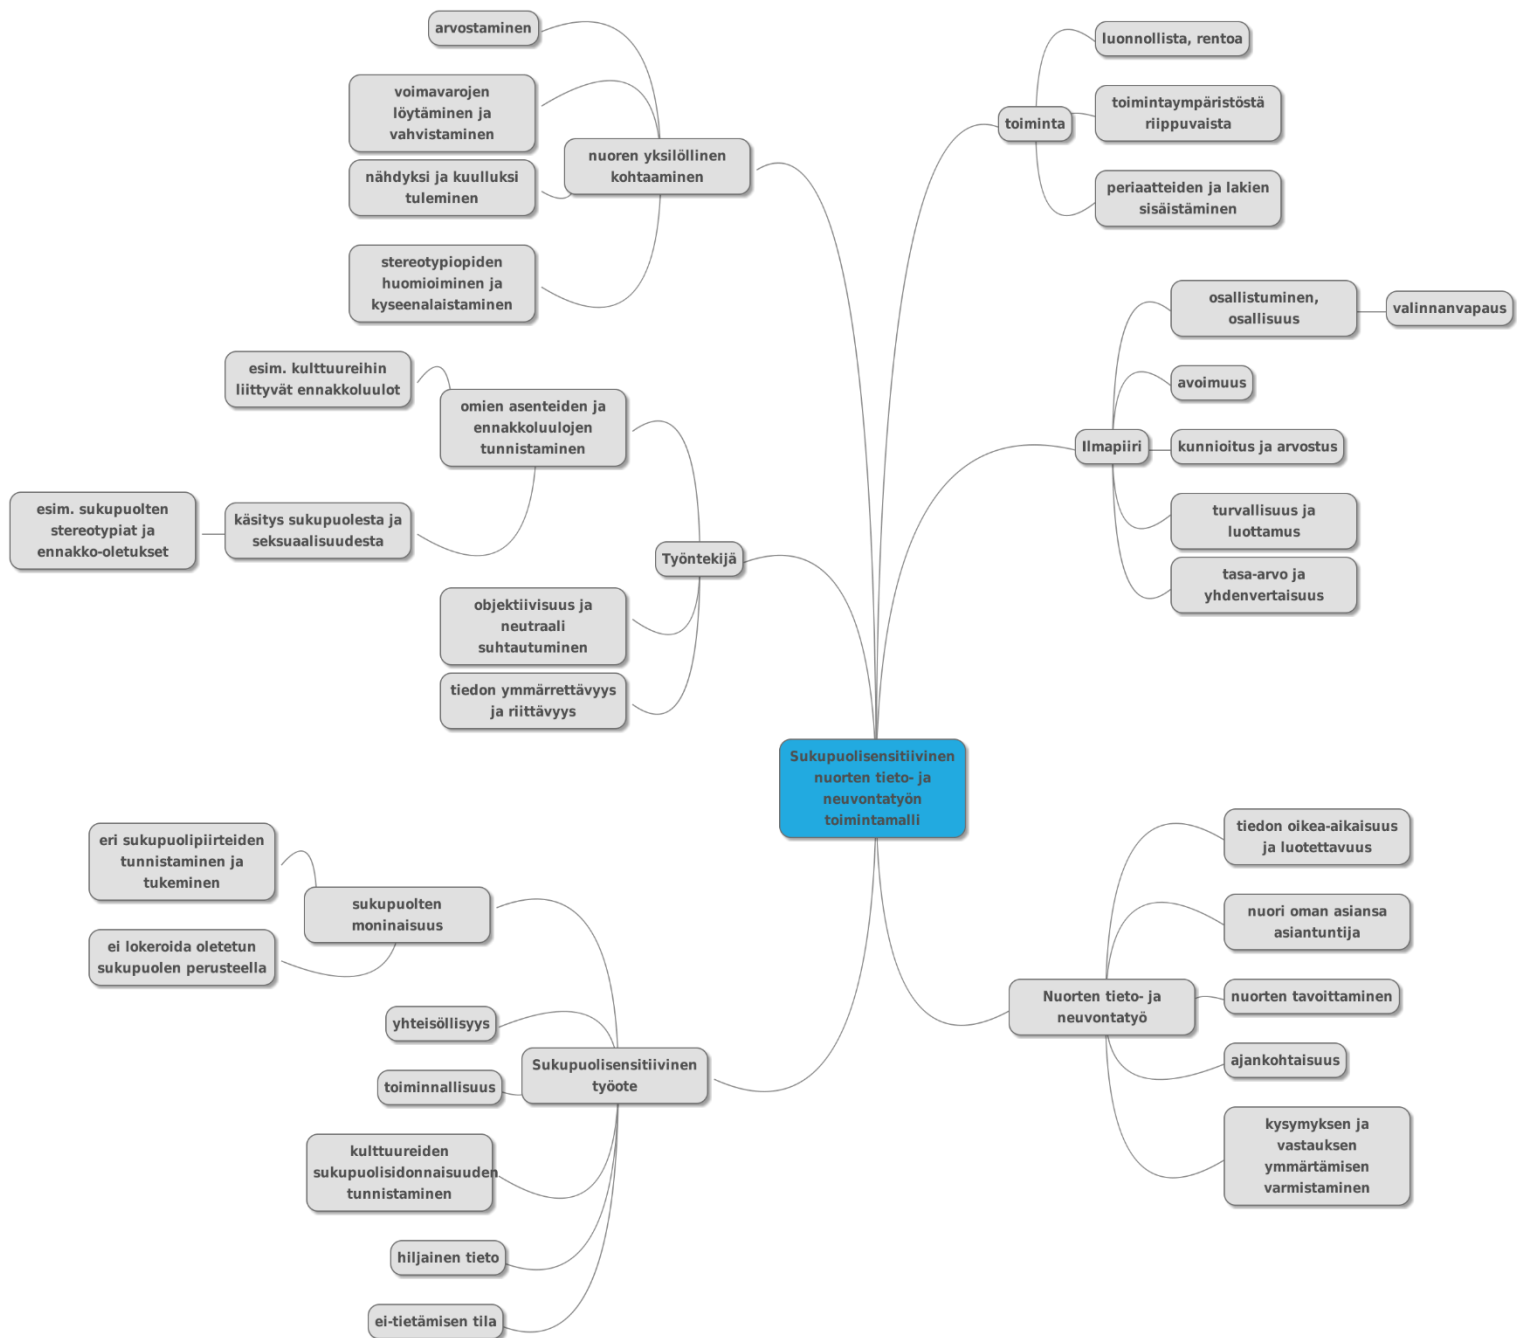 Sukupuolisensitiivinen
nuorten tieto- ja
neuvontatyön
toimintamalli
nuoren yksilöllinen
kohtaaminen
arvostaminen
voimavarojen
löytäminen ja
vahvistaminen
nähdyksi ja kuulluksi
tuleminen
stereotypiopiden
huomioiminen ja
kyseenalaistaminen
Työntekijä
omien asenteiden ja
ennakkoluulojen
tunnistaminen
esim. kulttuureihin
liittyvät ennakkoluulot
käsitys sukupuolesta ja
seksuaalisuudesta
esim. sukupuolten
stereotypiat ja
ennakko-oletukset
objektiivisuus ja
neutraali
suhtautuminen
tiedon ymmärrettävyys
ja riittävyys
Sukupuolisensitiivinen
työote
sukupuolten
moninaisuus
eri sukupuolipiirteiden
tunnistaminen ja
tukeminen
ei lokeroida oletetun
sukupuolen perusteella
yhteisöllisyys
toiminnallisuus
kulttuureiden
sukupuolisidonnaisuuden
tunnistaminen
hiljainen tieto
ei-tietämisen tila
toiminta
luonnollista, rentoa
toimintaympäristöstä
riippuvaista
periaatteiden ja lakien
sisäistäminen
Ilmapiiri
osallistuminen,
osallisuus
valinnanvapaus
avoimuus
kunnioitus ja arvostus
turvallisuus ja
luottamus
tasa-arvo ja
yhdenvertaisuus
Nuorten tieto- ja
neuvontatyö
tiedon oikea-aikaisuus
ja luotettavuus
nuori oman asiansa
asiantuntija
nuorten tavoittaminen
ajankohtaisuus
kysymyksen ja
vastauksen
ymmärtämisen
varmistaminen